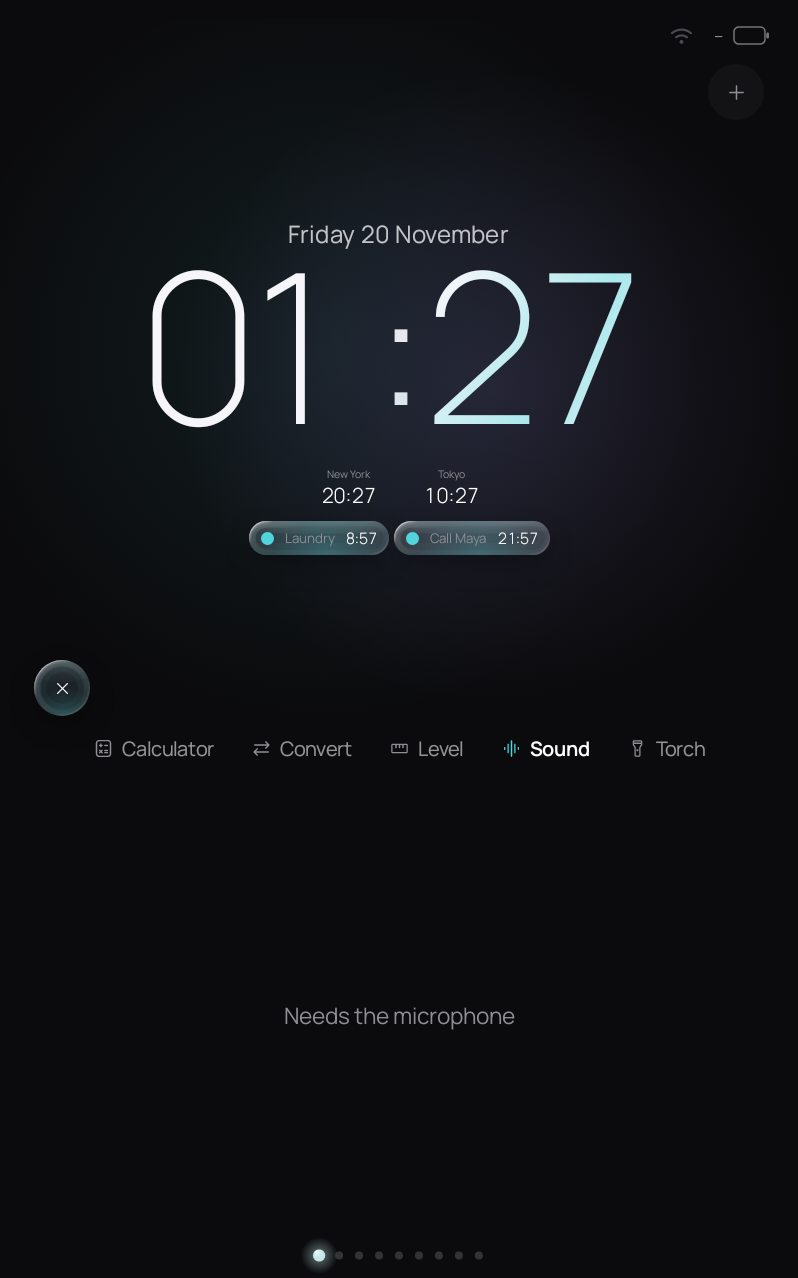 –
+
Friday 20 November
01:27
New York Tokyo
20:27 10:27
Laundry 8:57 Call Maya 21:57
Calculator Convert Level Sound Torch
Needs the microphone